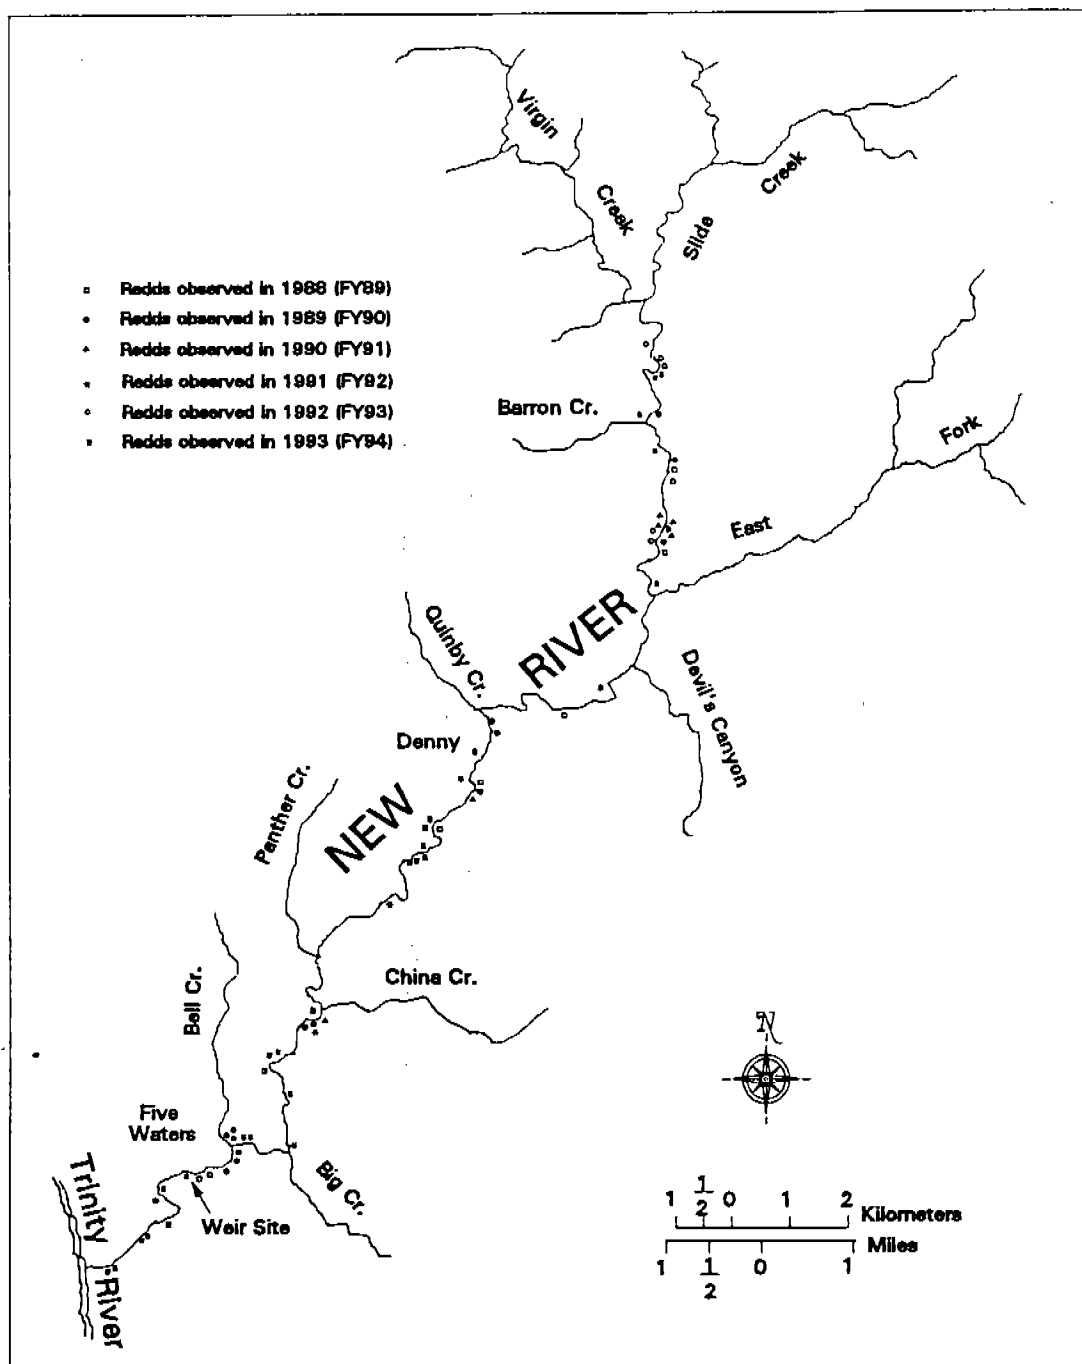 Virgin
Creek
Slide
Creek
Redds observed in 1988 (FY89)
Redds observed in 1989 (FY90)
Redds observed in 1990 (FY91)
Redds observed in 1991 (FY92)
Redds observed in 1992 (FY93)
Redds observed in 1993 (FY94)
Barron Cr.
East
Fork
Quinby Cr.
RIVER
Devil's Canyon
Denny
NEW
Panther Cr.
Bell Cr.
China Cr.
N
Five
Waters
Big Cr.
Weir Site
Trinity
River
1 1/2 0 1 2
Kilometers
Miles
1 1/2 0 1